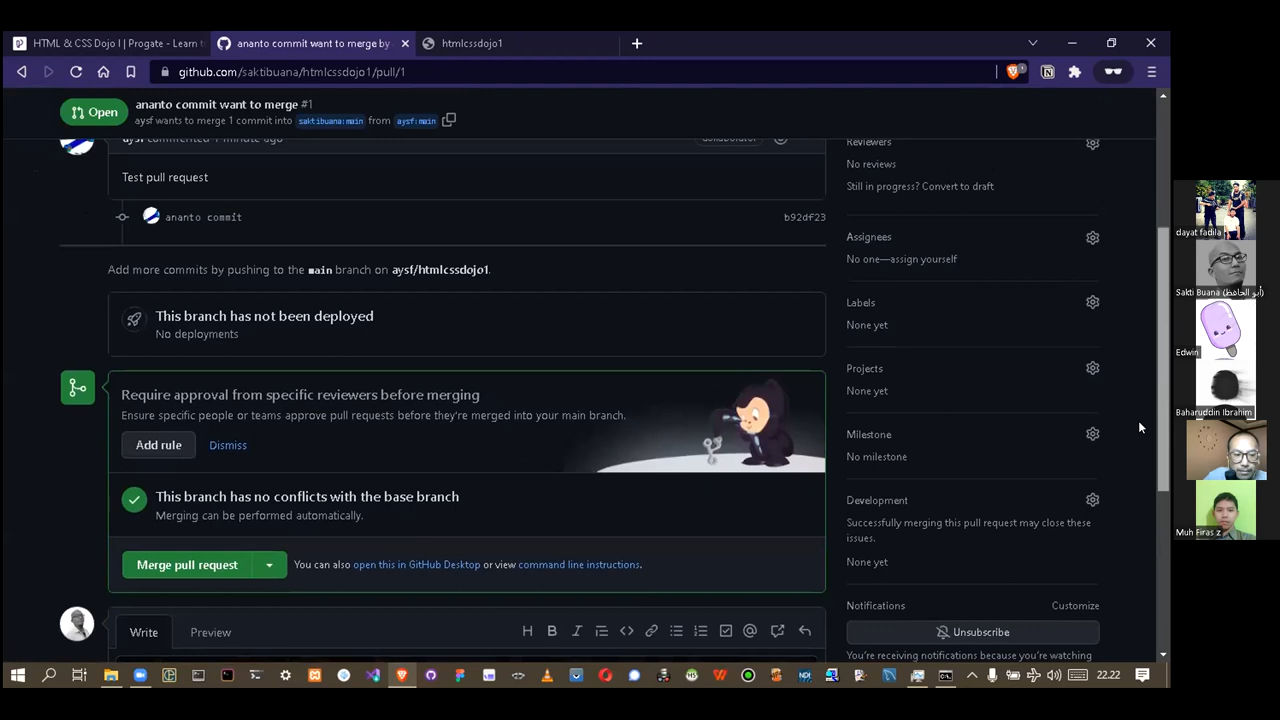 HTML & CSS Dojo I | Progate - Learn t
ananto commit want to merge by
htmlcssdojo1
github.com/saktibuana/htmlcssdojo1/pull/1
Open
ananto commit want to merge #1
aysf wants to merge 1 commit into saktibuana:main from aysf:main
aysf commented 1 minute ago
Test pull request
ananto commit
b92df23
Add more commits by pushing to the main branch on aysf/htmlcssdojo1.
This branch has not been deployed
No deployments
Require approval from specific reviewers before merging
Ensure specific people or teams approve pull requests before they're merged into your main branch.
Add rule
Dismiss
This branch has no conflicts with the base branch
Merging can be performed automatically.
Merge pull request
You can also open this in GitHub Desktop or view command line instructions.
Write
Preview
Reviewers
No reviews
Still in progress? Convert to draft
Assignees
No one—assign yourself
Labels
None yet
Projects
None yet
Milestone
No milestone
Development
Successfully merging this pull request may close these
issues.
None yet
Notifications
Customize
Unsubscribe
You're receiving notifications because you're watching
22.22
dayat fadila
Sakti Buana (أبو الحافظ)
Edwin
Baharuddin Ibrahim
Muh Firas z